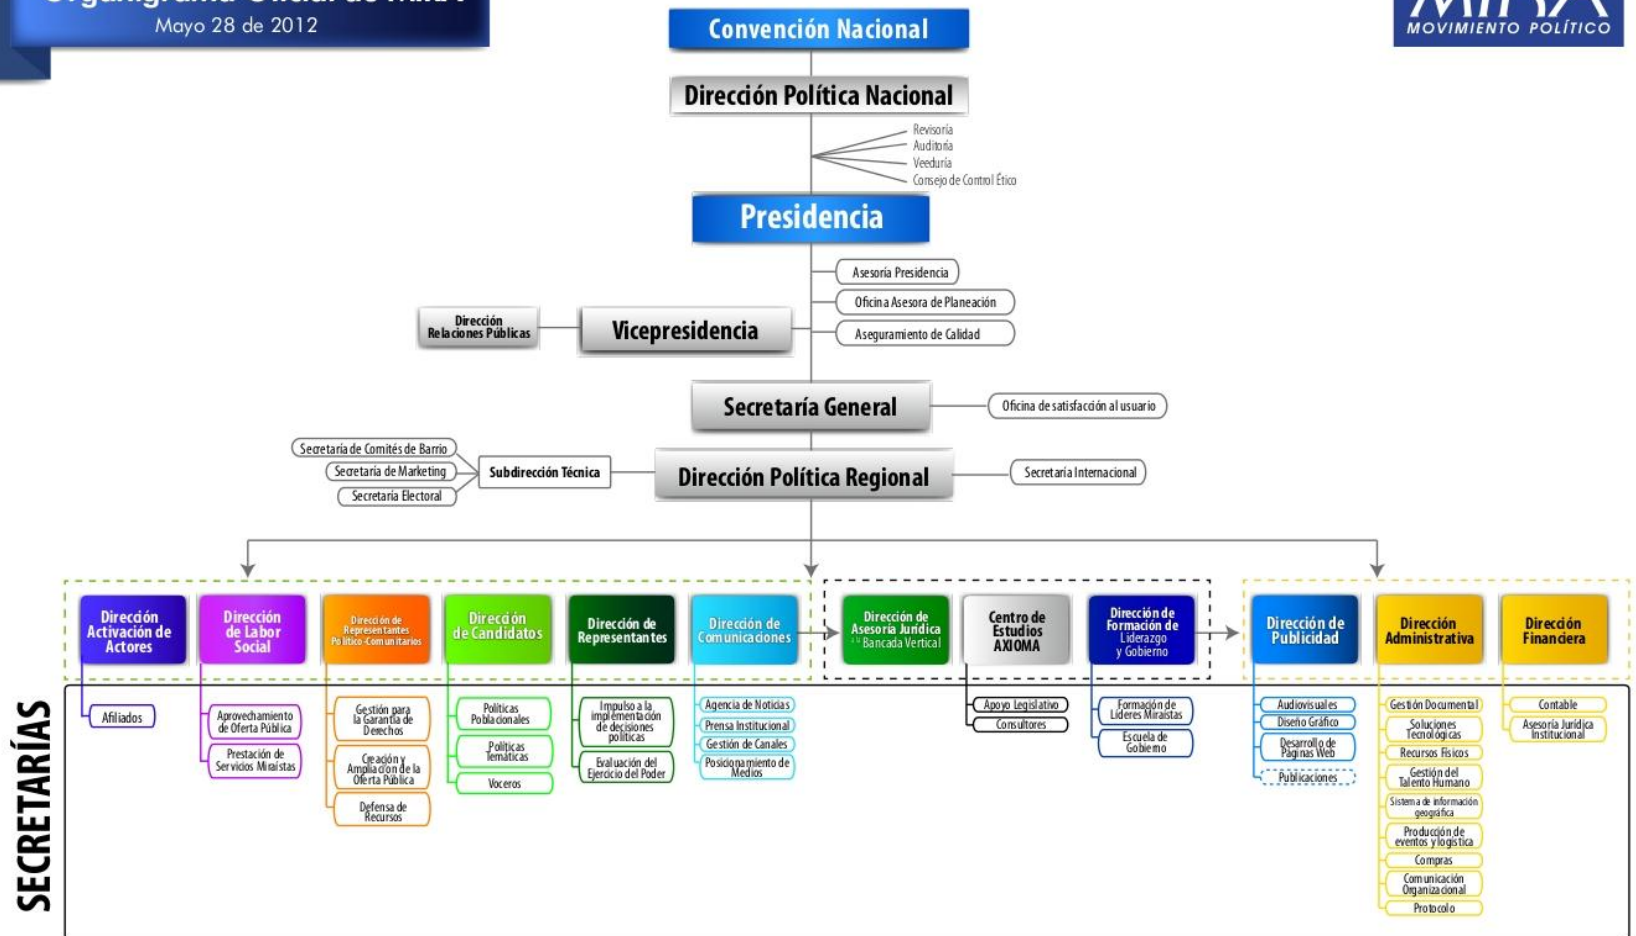 Organigrama Oficial de MIRA
Mayo 28 de 2012
MIRA
MOVIMIENTO POLÍTICO
Convención Nacional
Dirección Política Nacional
Revisoría
Auditoría
Veeduría
Consejo de Control Ético
Presidencia
Asesoría Presidencia
Oficina Asesora de Planeación
Aseguramiento de Calidad
Dirección
Relaciones Públicas
Vicepresidencia
Secretaría General
Oficina de satisfacción al usuario
Secretaría de Comités de Barrio
Secretaría de Marketing
Secretaría Electoral
Subdirección Técnica
Dirección Política Regional
Secretaría Internacional
Dirección
Activación de
Actores
Dirección
de Labor
Social
Dirección de
Representantes
Político-Comunitarios
Dirección
de Candidatos
Dirección de
Representantes
Dirección de
Comunicaciones
Dirección de
Asesoría Jurídica
a la Bancada Vertical
Centro de
Estudios
AXIOMA
Dirección de
Formación de
Liderazgo
y Gobierno
Dirección de
Publicidad
Dirección
Administrativa
Dirección
Financiera
SECRETARÍAS
Afiliados
Aprovechamiento
de Oferta Pública
Prestación de
Servicios Miraístas
Gestión para
la Garantía de
Derechos
Creación y
Ampliación de la
Oferta Pública
Defensa de
Recursos
Políticas
Poblacionales
Políticas
Temáticas
Voceros
Impulso a la
implementación
de decisiones
políticas
Evaluación del
Ejercicio del Poder
Agencia de Noticias
Prensa Institucional
Gestión de Canales
Posicionamiento de
Medios
Apoyo Legislativo
Consultores
Formación de
Líderes Miraístas
Escuela de
Gobierno
Audiovisuales
Diseño Gráfico
Desarrollo de
Páginas Web
Publicaciones
Gestión Documental
Soluciones
Tecnológicas
Recursos Físicos
Gestión del
Talento Humano
Sistema de información
geográfica
Producción de
eventos y logística
Compras
Comunicación
Organizacional
Protocolo
Contable
Asesoría Jurídica
Institucional